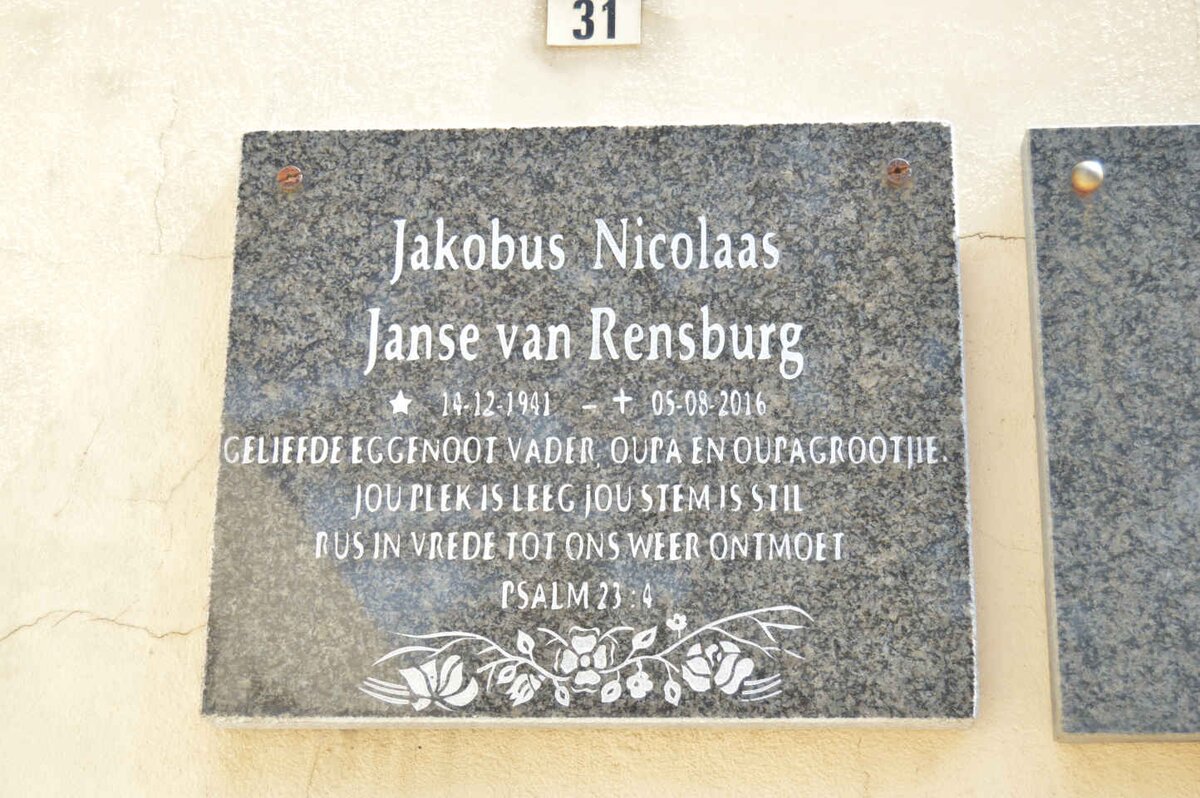 31
Jakobus Nicolaas
Janse van Rensburg
14-12-1941 – 05-08-2016
GELIEFDE EGGENOOT VADER, OUPA EN OUPAGROOTJIE.
JOU PLEK IS LEEG JOU STEM IS STIL
RUS IN VREDE TOT ONS WEER ONTMOET
PSALM 23 : 4